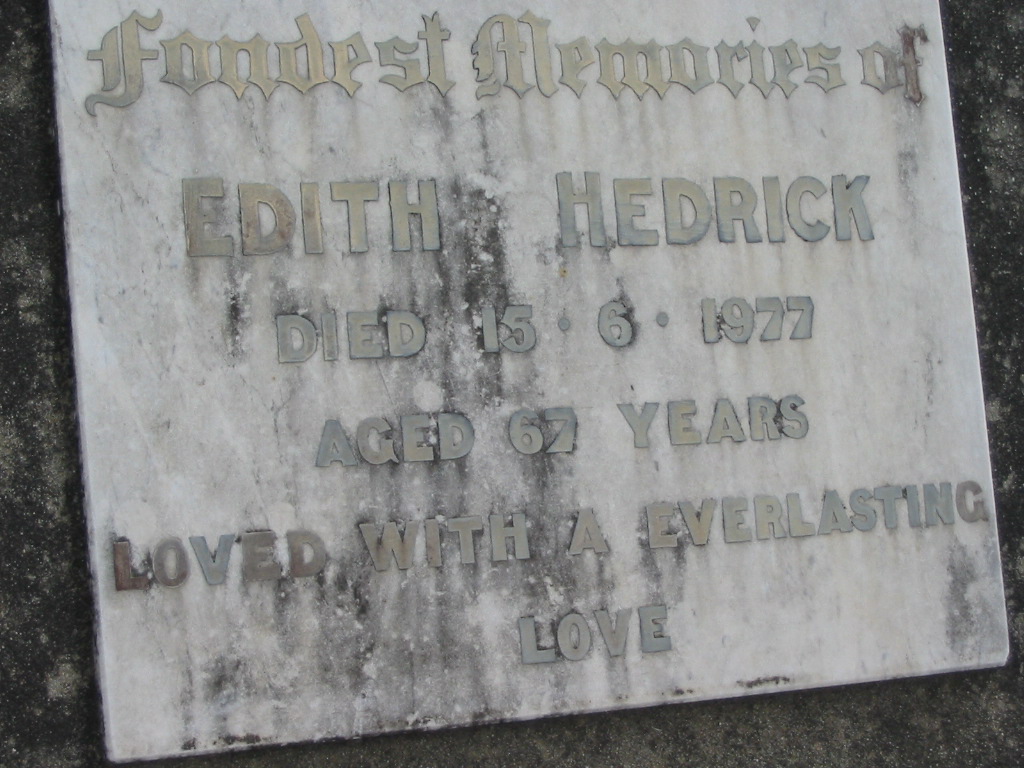 Fondest Memories of
EDITH HEDRICK
DIED 15·6·1977
AGED 67 YEARS
LOVED WITH A EVERLASTING
LOVE